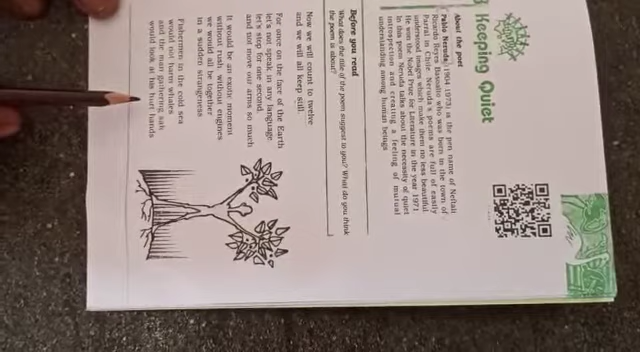 3 Keeping Quiet
About the poet
Pablo Neruda (1904-1973) is the pen name of Neftali
Ricardo Reyes Basoalto who was born in the town of
Parral in Chile. Neruda's poems are full of easily
understood images which make them no less beautiful.
He won the Nobel Prize for Literature in the year 1971.
In this poem Neruda talks about the necessity of quiet
introspection and creating a feeling of mutual
understanding among human beings.
Before you read
What does the title of the poem suggest to you? What do you think
the poem is about?
Now we will count to twelve
and we will all keep still.
For once on the face of the Earth
let's not speak in any language,
let's stop for one second,
and not move our arms so much.
It would be an exotic moment
without rush, without engines,
we would all be together
in a sudden strangeness.
Fishermen in the cold sea
would not harm whales
and the man gathering salt
would look at his hurt hands.